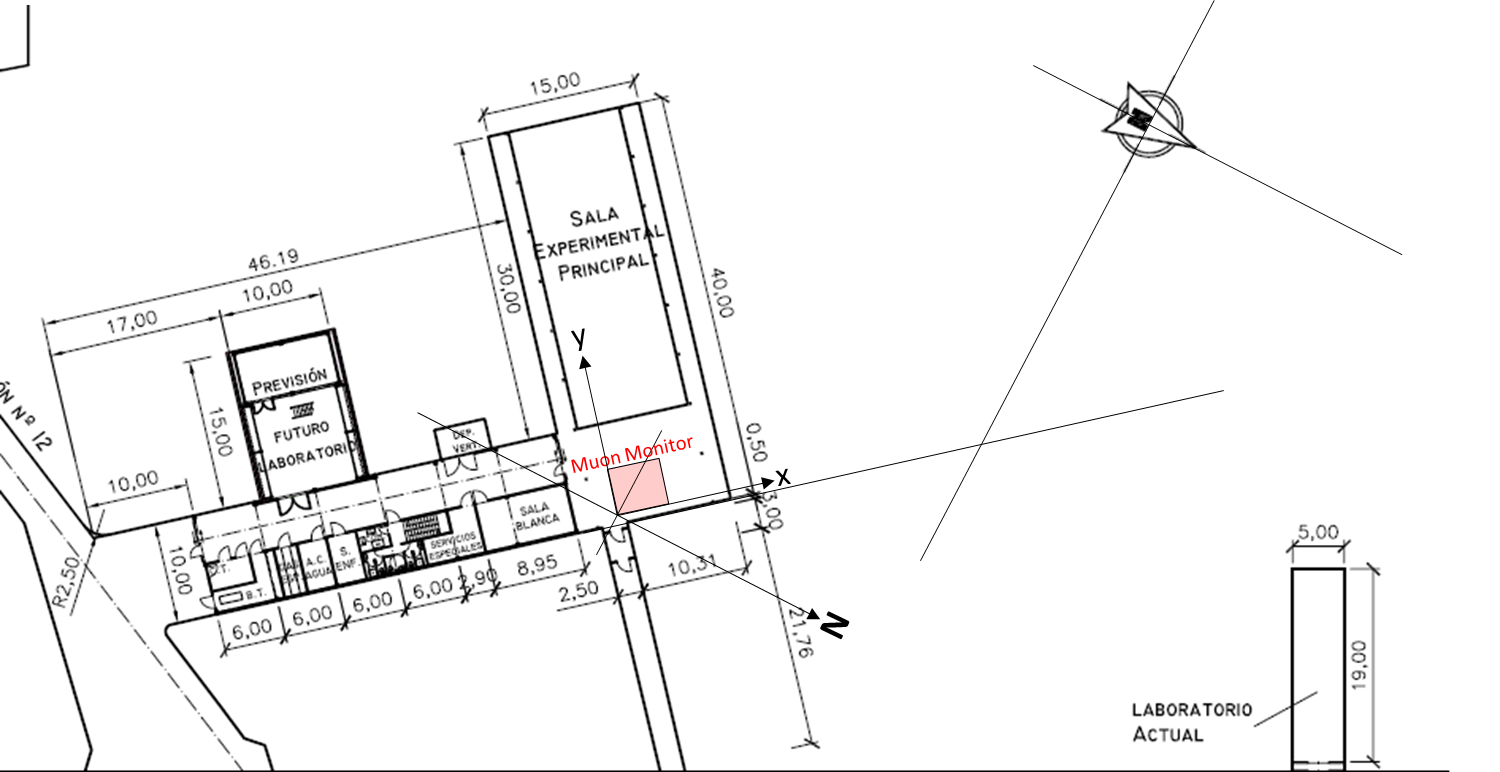 15,00
SALA
EXPERIMENTAL
PRINCIPAL
46.19
10,00
17,00
30,00
40,00
PREVISIÓN
FUTURO
LABORATORIO
15,00
y
DEP.
VERT.
Muon Monitor
x
0,50
3,00
ÓN Nº 12
10,00
10,00
R2,50
SALA
BLANCA
SERVICIOS
ESPECIALES
S.
ENF.
A.C.
AGUA
B.T.
6,00
6,00
6,00
6,00
2,90
8,95
2,50
10,31
21,76
N
N
5,00
19,00
LABORATORIO
ACTUAL